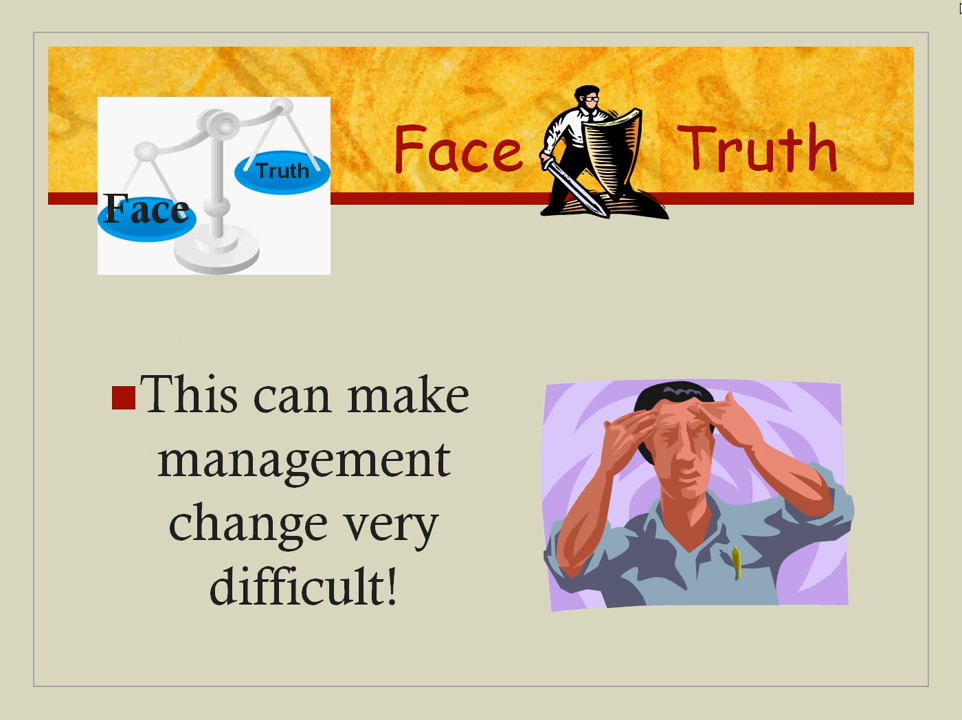 Face Truth
Truth
Face
This can make
management
change very
difficult!